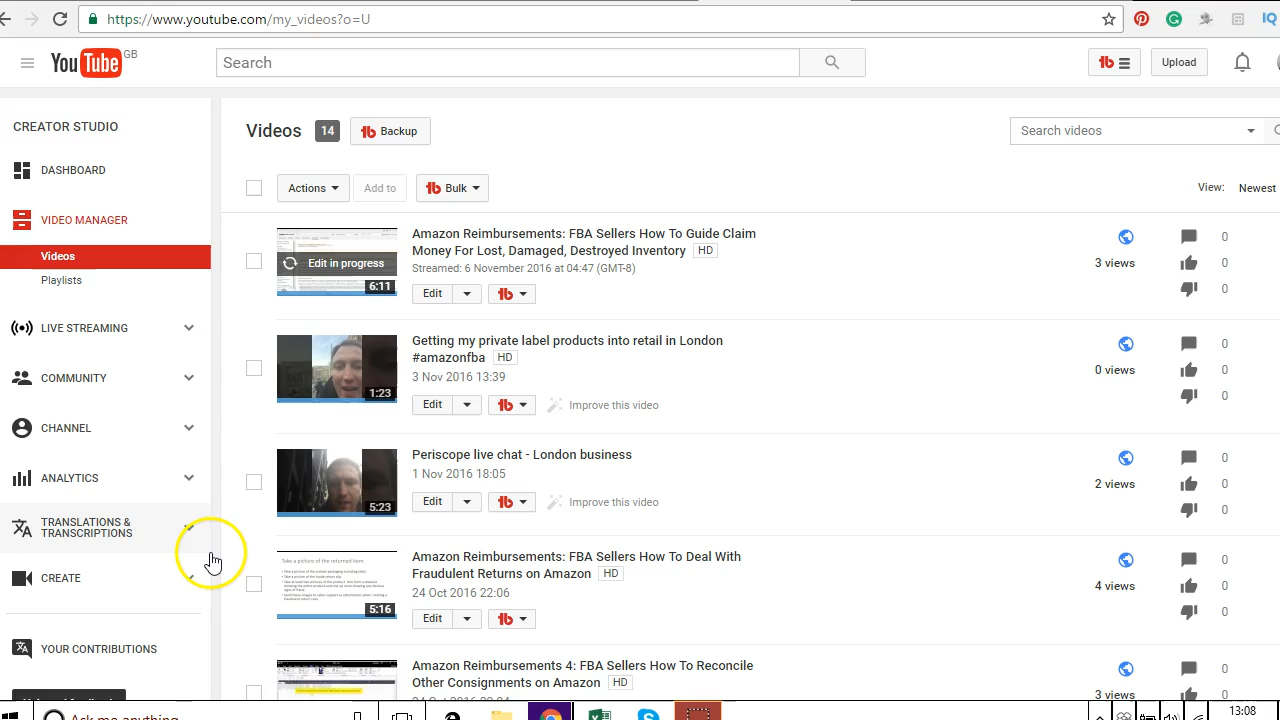 https://www.youtube.com/my_videos?o=U
YouTube GB
Search
Upload
CREATOR STUDIO
DASHBOARD
VIDEO MANAGER
Videos
Playlists
LIVE STREAMING
COMMUNITY
CHANNEL
ANALYTICS
TRANSLATIONS &
TRANSCRIPTIONS
CREATE
YOUR CONTRIBUTIONS
Videos 14 Backup
Search videos
Actions Add to Bulk
View: Newest
Amazon Reimbursements: FBA Sellers How To Guide Claim
Money For Lost, Damaged, Destroyed Inventory HD
Streamed: 6 November 2016 at 04:47 (GMT-8)
Edit in progress
6:11
Edit
3 views
0
0
0
Getting my private label products into retail in London
#amazonfba HD
3 Nov 2016 13:39
1:23
Edit Improve this video
0 views
0
0
0
Periscope live chat - London business
1 Nov 2016 18:05
5:23
Edit Improve this video
2 views
0
0
0
Amazon Reimbursements: FBA Sellers How To Deal With
Fraudulent Returns on Amazon HD
24 Oct 2016 22:06
Take a picture of the returned item
5:16
Edit
views
0
0
0
Amazon Reimbursements 4: FBA Sellers How To Reconcile
Other Consignments on Amazon HD
3 views
0
0
Ask me anything
13:08